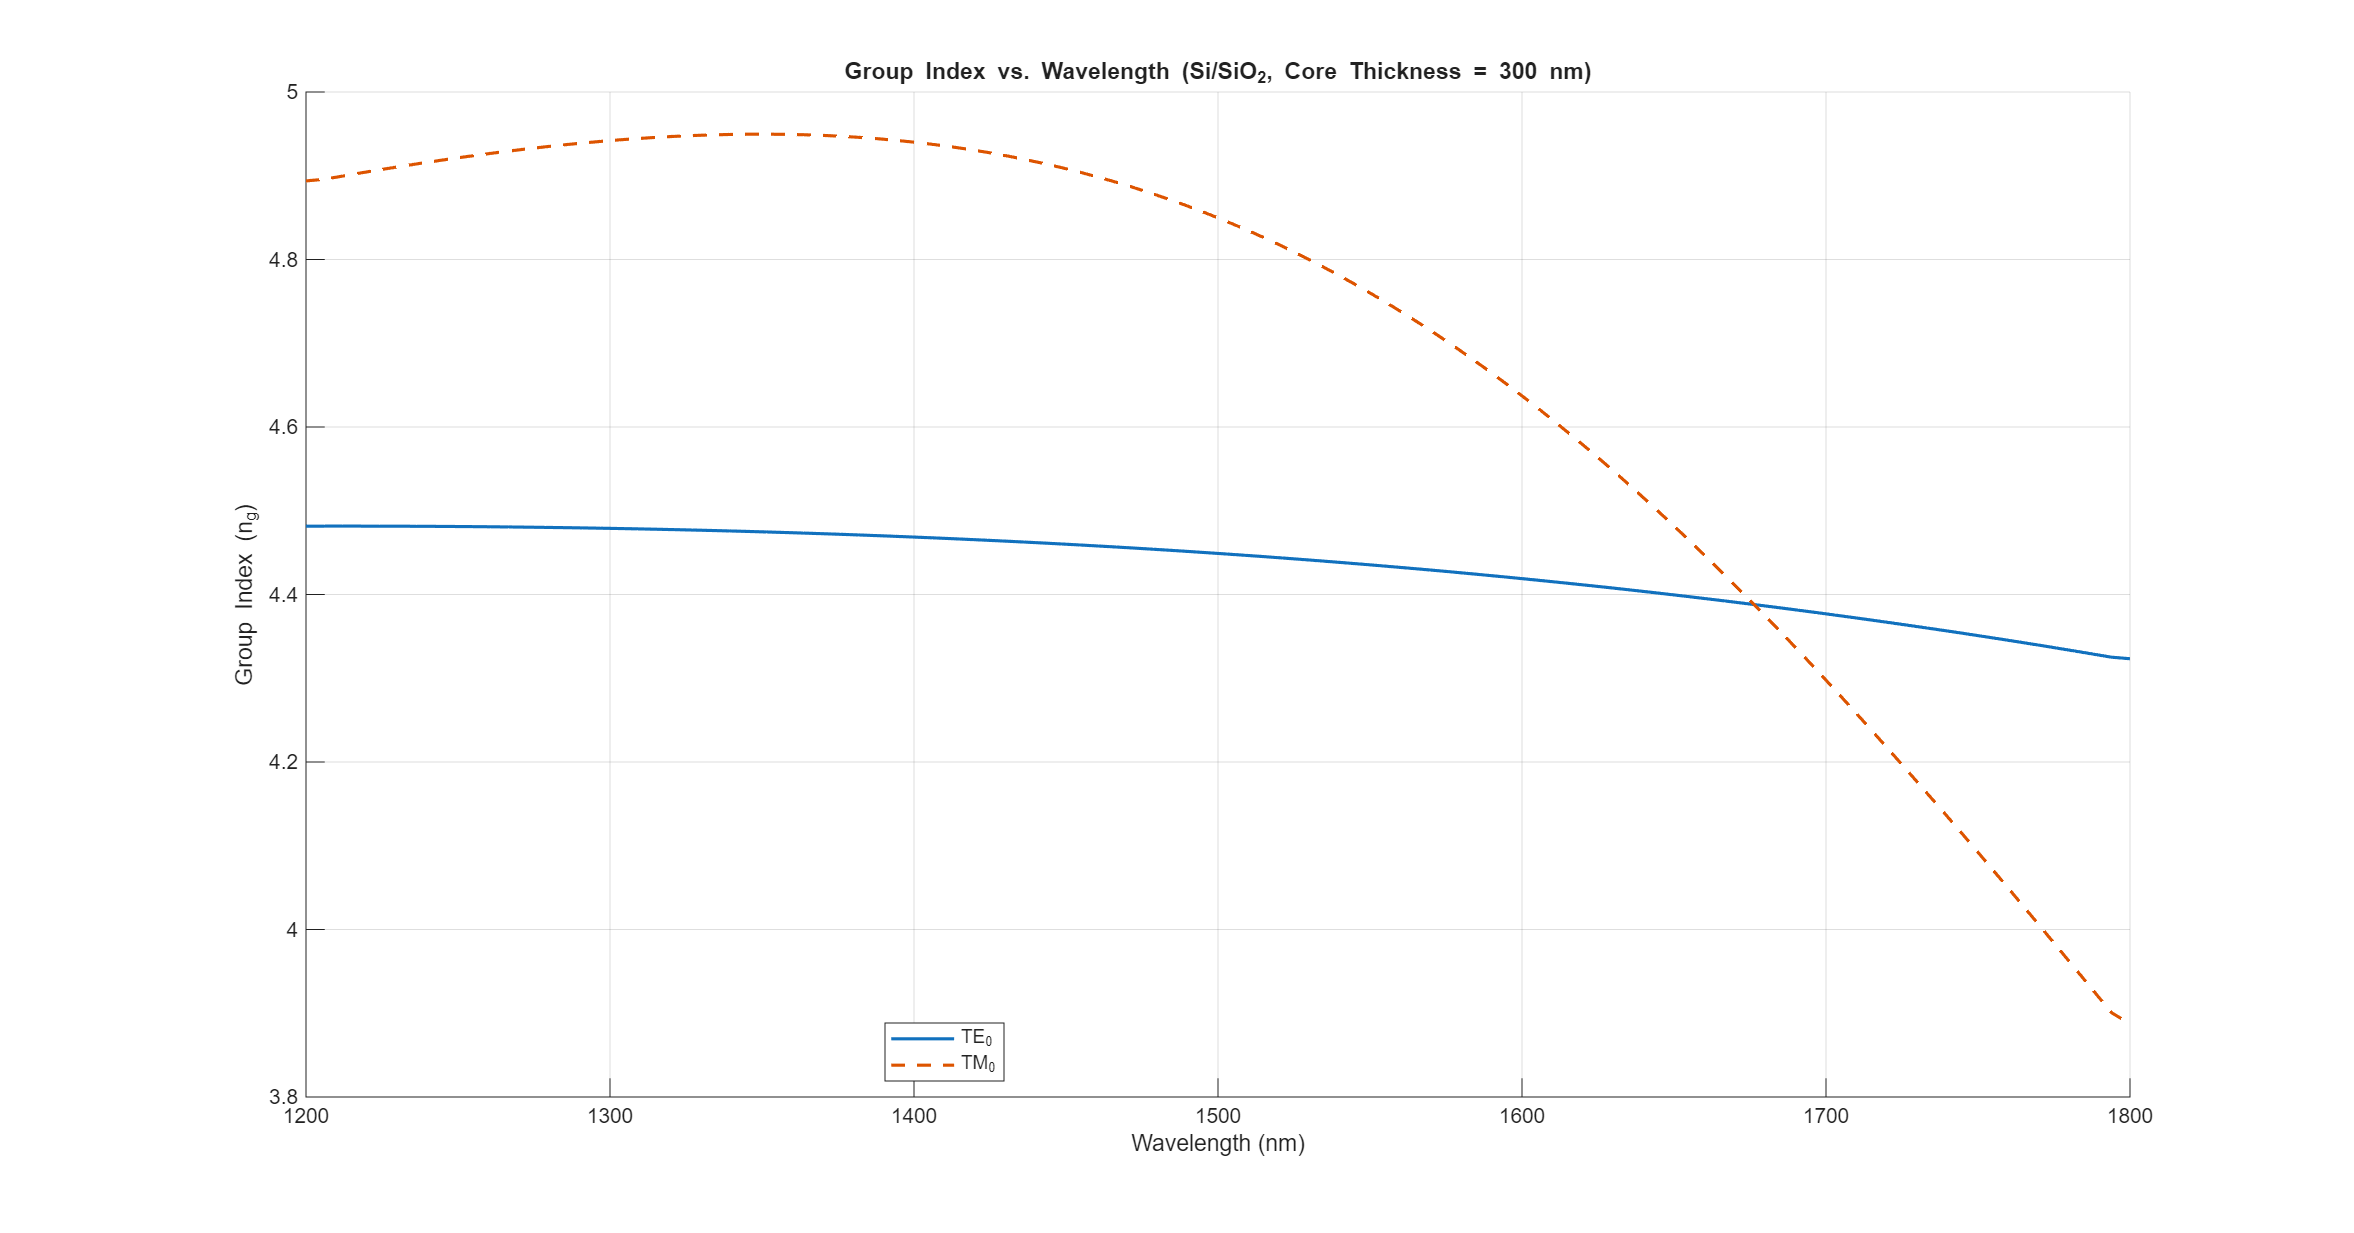 Group Index vs. Wavelength (Si/SiO₂, Core Thickness = 300 nm)
5
4.8
4.6
4.4
4.2
4
3.8
Group Index (n_g)
1200 1300 1400 1500 1600 1700 1800
Wavelength (nm)
TE₀
TM₀